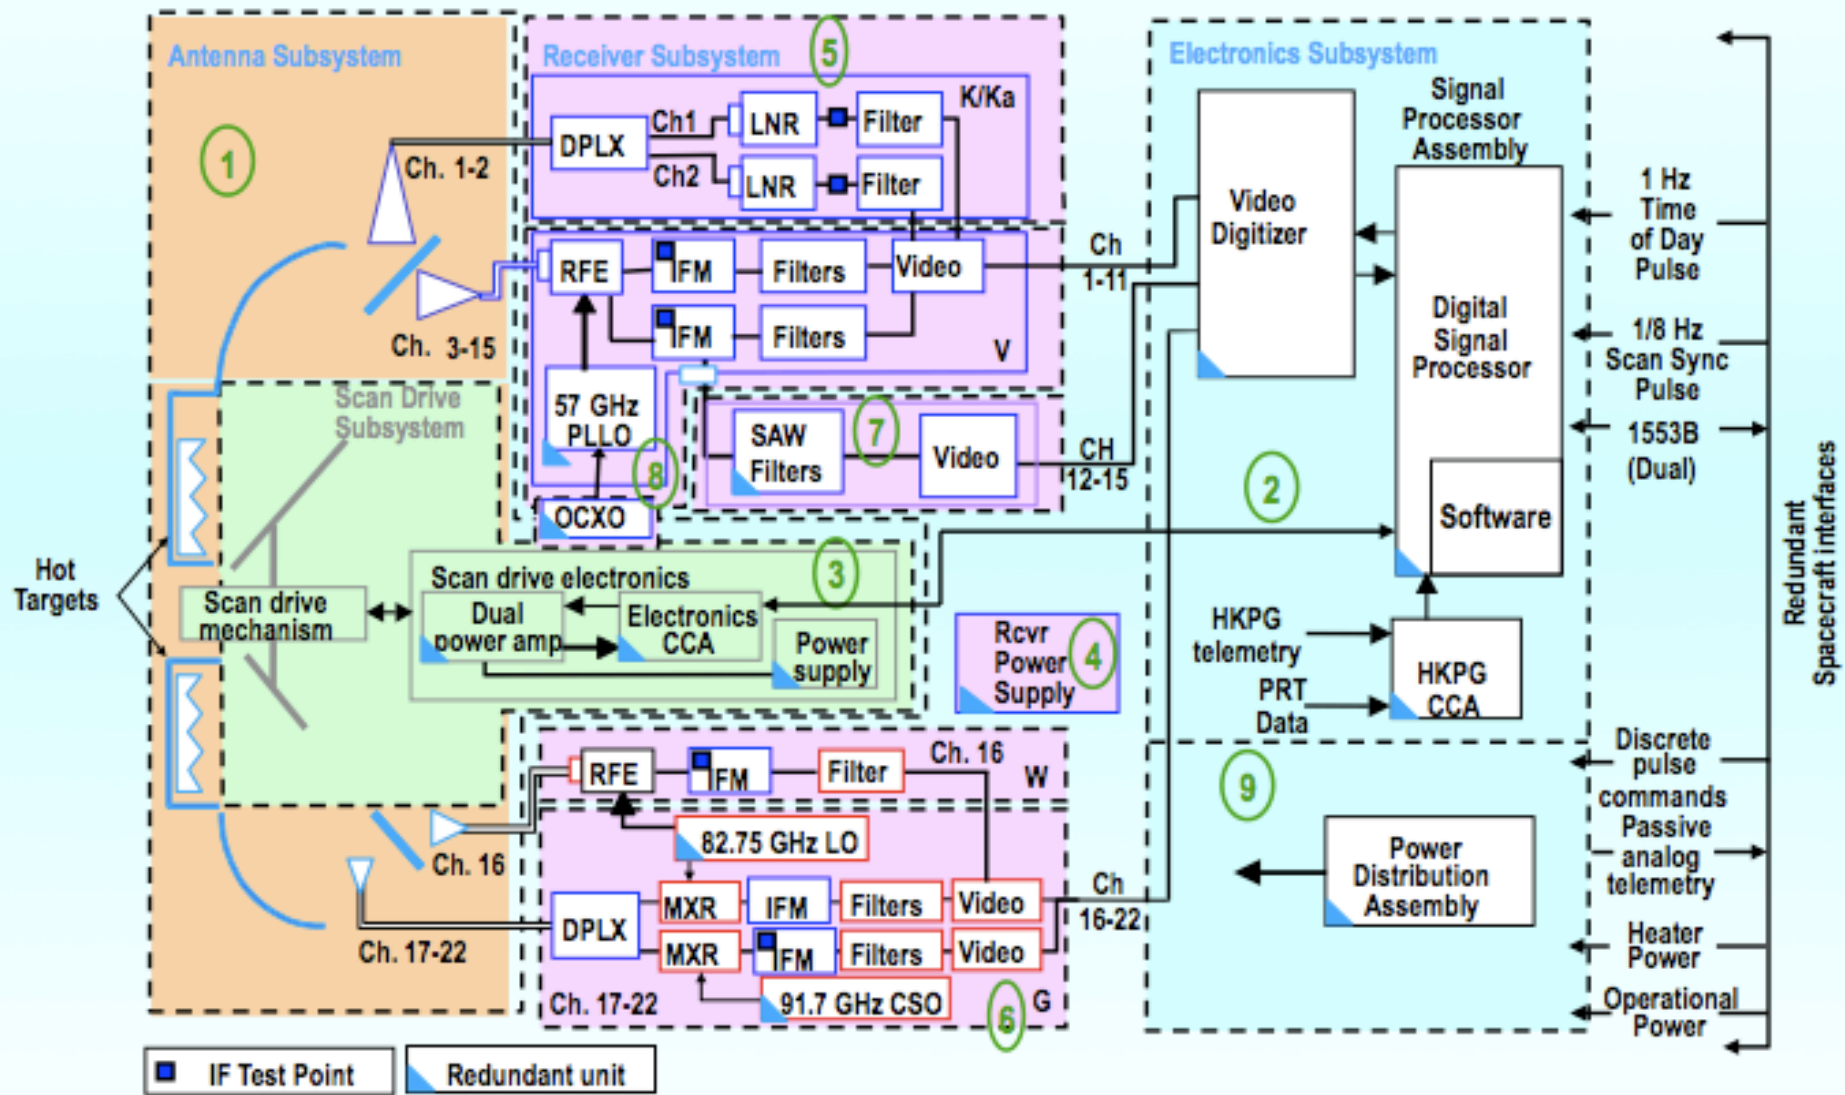 Antenna Subsystem
1
Ch. 1-2
Ch. 3-15
Scan Drive
Subsystem
Hot
Targets
Scan drive
mechanism
Scan drive electronics
3
Dual
power amp
Electronics
CCA
Power
supply
Ch. 16
Ch. 17-22
Receiver Subsystem
5
K/Ka
DPLX
Ch1
LNR
Filter
Ch2
LNR
Filter
RFE
IFM
Filters
Video
IFM
Filters
V
57 GHz
PLLO
8
OCXO
SAW
Filters
7
Video
Ch
1-11
CH
12-15
Rcvr
Power
Supply
4
RFE
IFM
Filter
Ch. 16
W
82.75 GHz LO
DPLX
MXR
IFM
Filters
Video
MXR
IFM
Filters
Video
91.7 GHz CSO
Ch. 17-22
6
G
Ch
16-22
Electronics Subsystem
Video
Digitizer
Signal
Processor
Assembly
Digital
Signal
Processor
Software
2
HKPG
telemetry
PRT
Data
HKPG
CCA
9
Power
Distribution
Assembly
1 Hz
Time
of Day
Pulse
1/8 Hz
Scan Sync
Pulse
1553B
(Dual)
Discrete
pulse
commands
Passive
analog
telemetry
Heater
Power
Operational
Power
Redundant
Spacecraft interfaces
IF Test Point
Redundant unit